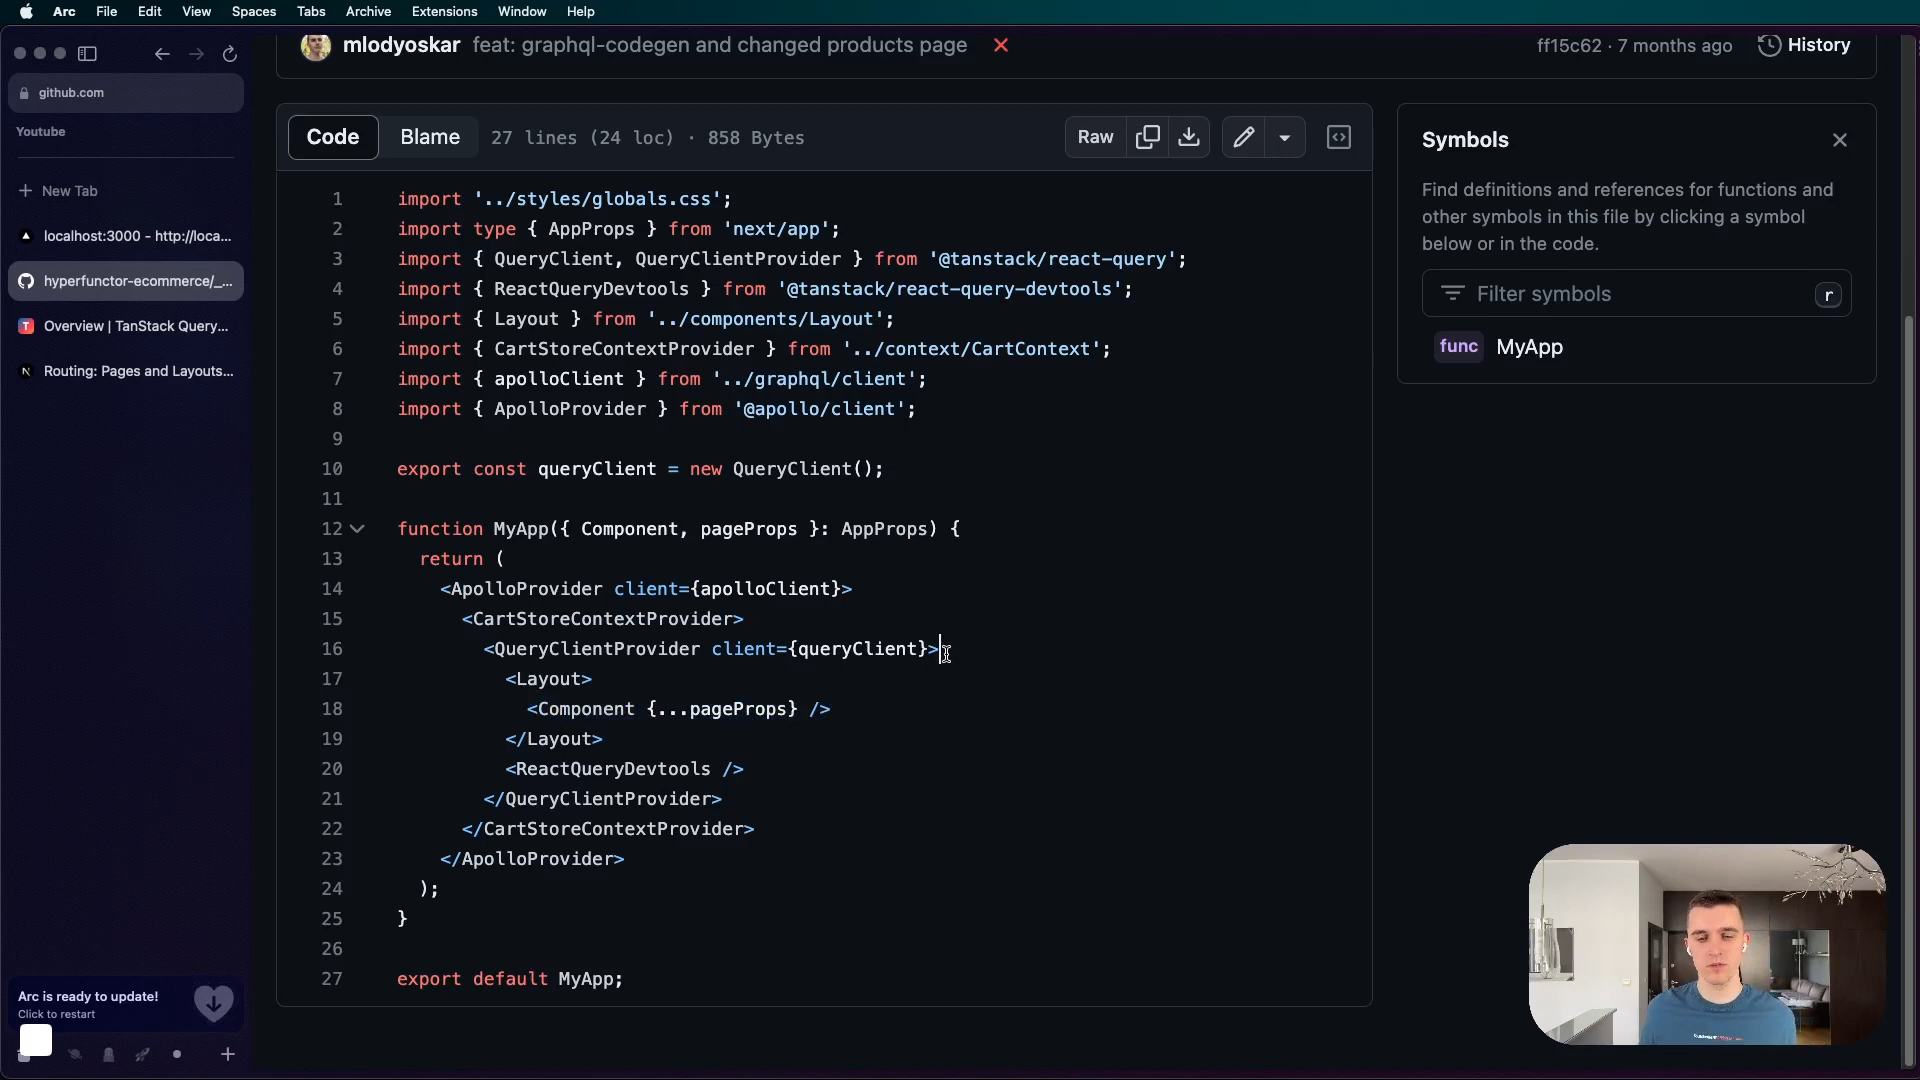 Arc File Edit View Spaces Tabs Archive Extensions Window Help
github.com
Youtube
New Tab
localhost:3000 - http://loca...
hyperfunctor-ecommerce/_...
Overview | TanStack Query...
Routing: Pages and Layouts...
Arc is ready to update!
Click to restart
mlodyoskar feat: graphql-codegen and changed products page
ff15c62 · 7 months ago History
Code Blame 27 lines (24 loc) · 858 Bytes Raw
1 import '../styles/globals.css';
2 import type { AppProps } from 'next/app';
3 import { QueryClient, QueryClientProvider } from '@tanstack/react-query';
4 import { ReactQueryDevtools } from '@tanstack/react-query-devtools';
5 import { Layout } from '../components/Layout';
6 import { CartStoreContextProvider } from '../context/CartContext';
7 import { apolloClient } from '../graphql/client';
8 import { ApolloProvider } from '@apollo/client';
9
10 export const queryClient = new QueryClient();
11
12 function MyApp({ Component, pageProps }: AppProps) {
13 return (
14 <ApolloProvider client={apolloClient}>
15 <CartStoreContextProvider>
16 <QueryClientProvider client={queryClient}>
17 <Layout>
18 <Component {...pageProps} />
19 </Layout>
20 <ReactQueryDevtools />
21 </QueryClientProvider>
22 </CartStoreContextProvider>
23 </ApolloProvider>
24 );
25 }
26
27 export default MyApp;
Symbols
Find definitions and references for functions and
other symbols in this file by clicking a symbol
below or in the code.
Filter symbols r
func MyApp